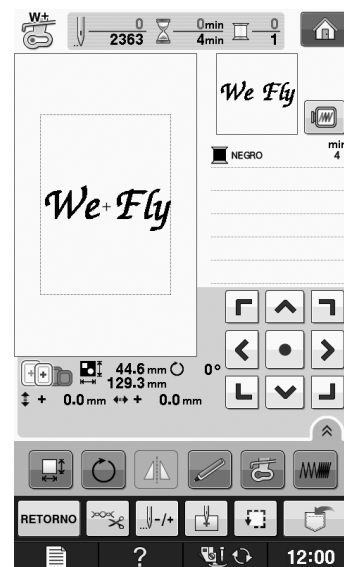 W+
0
2363
0min
4min
0
1
We Fly
NEGRO
min
4
We Fly
44.6 mm
0°
129.3 mm
+ 0.0 mm
+ 0.0 mm
RETORNO
-/+
?
12:00